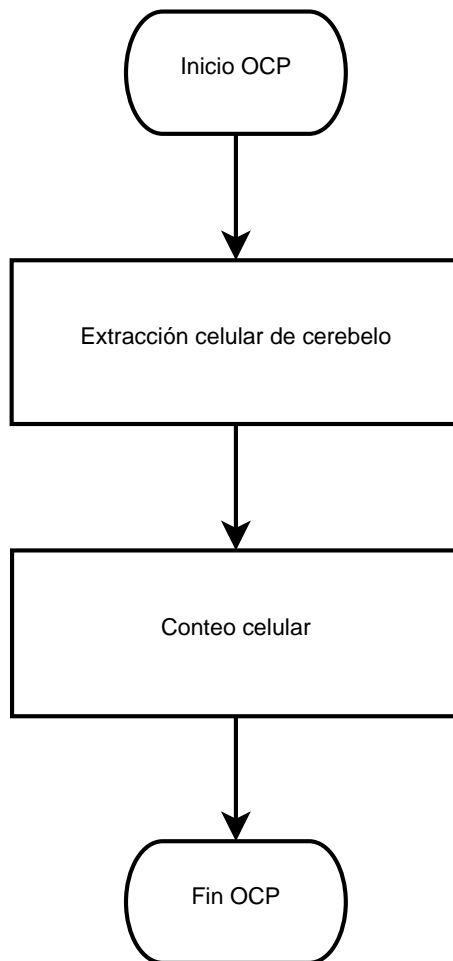 Inicio OCP
Extracción celular de cerebelo
Conteo celular
Fin OCP